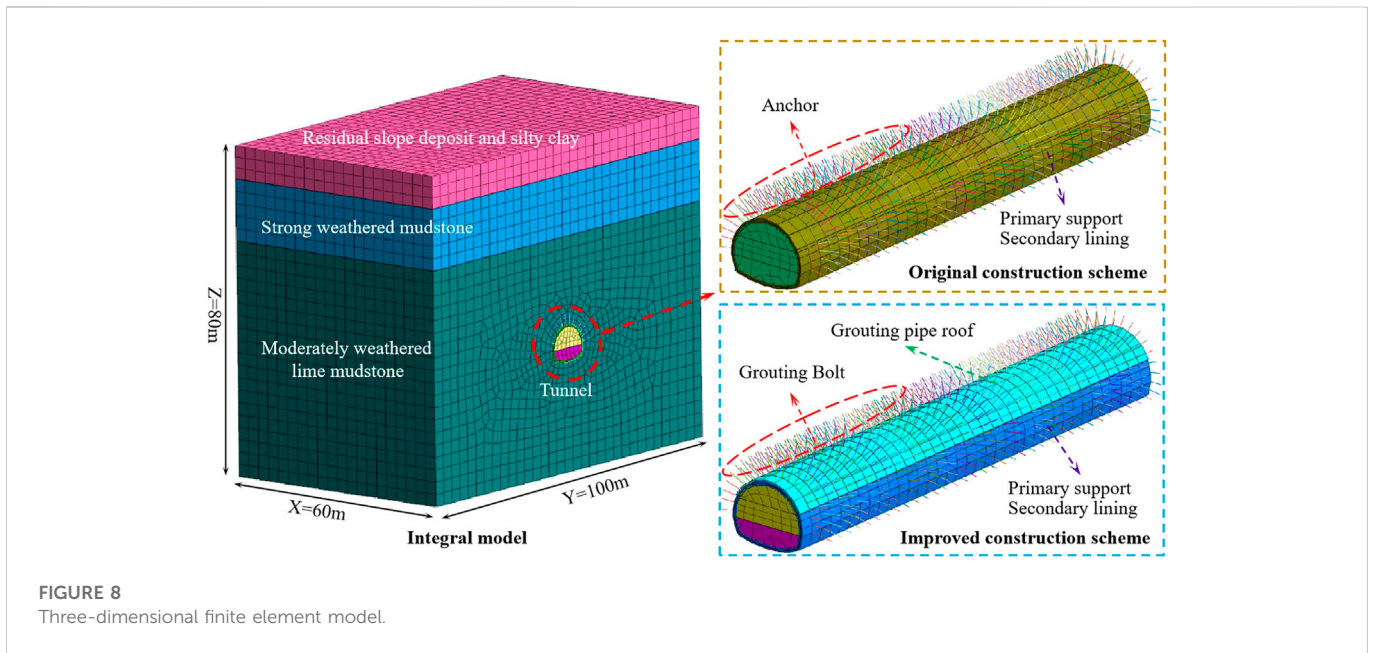 Residual slope deposit and silty clay
Strong weathered mudstone
Moderately weathered
lime mudstone
Tunnel
Z=80m
X=60m
Y=100m
Integral model
Anchor
Primary support
Secondary lining
Original construction scheme
Grouting pipe roof
Grouting Bolt
Primary support
Secondary lining
Improved construction scheme
FIGURE 8
Three-dimensional finite element model.